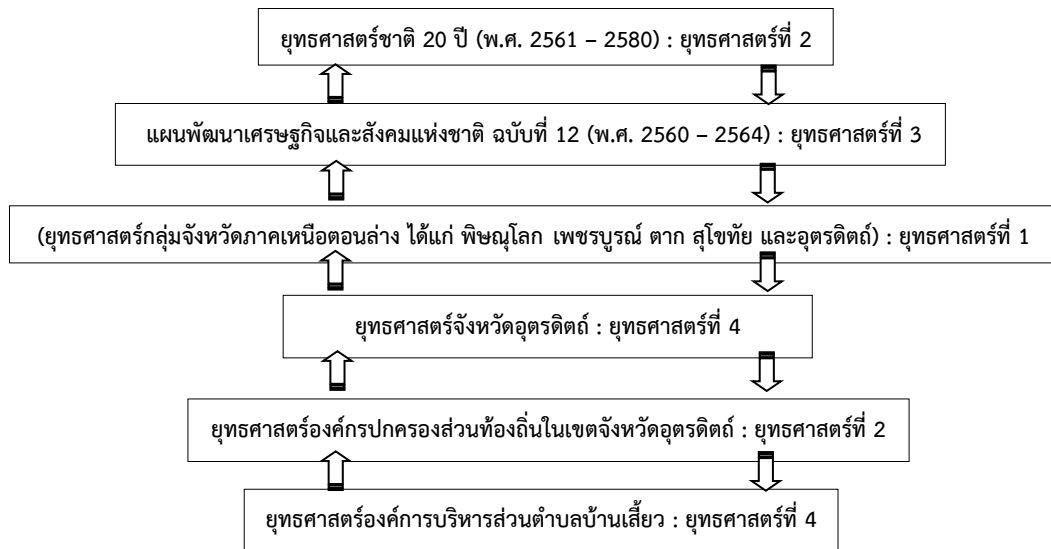 ยุทธศาสตร์ชาติ 20 ปี (พ.ศ. 2561 – 2580) : ยุทธศาสตร์ที่ 2
แผนพัฒนาเศรษฐกิจและสังคมแห่งชาติ ฉบับที่ 12 (พ.ศ. 2560 – 2564) : ยุทธศาสตร์ที่ 3
(ยุทธศาสตร์กลุ่มจังหวัดภาคเหนือตอนล่าง ได้แก่ พิษณุโลก เพชรบูรณ์ ตาก สุโขทัย และอุตรดิตถ์) : ยุทธศาสตร์ที่ 1
ยุทธศาสตร์จังหวัดอุตรดิตถ์ : ยุทธศาสตร์ที่ 4
ยุทธศาสตร์องค์กรปกครองส่วนท้องถิ่นในเขตจังหวัดอุตรดิตถ์ : ยุทธศาสตร์ที่ 2
ยุทธศาสตร์องค์การบริหารส่วนตำบลบ้านเสี้ยว : ยุทธศาสตร์ที่ 4